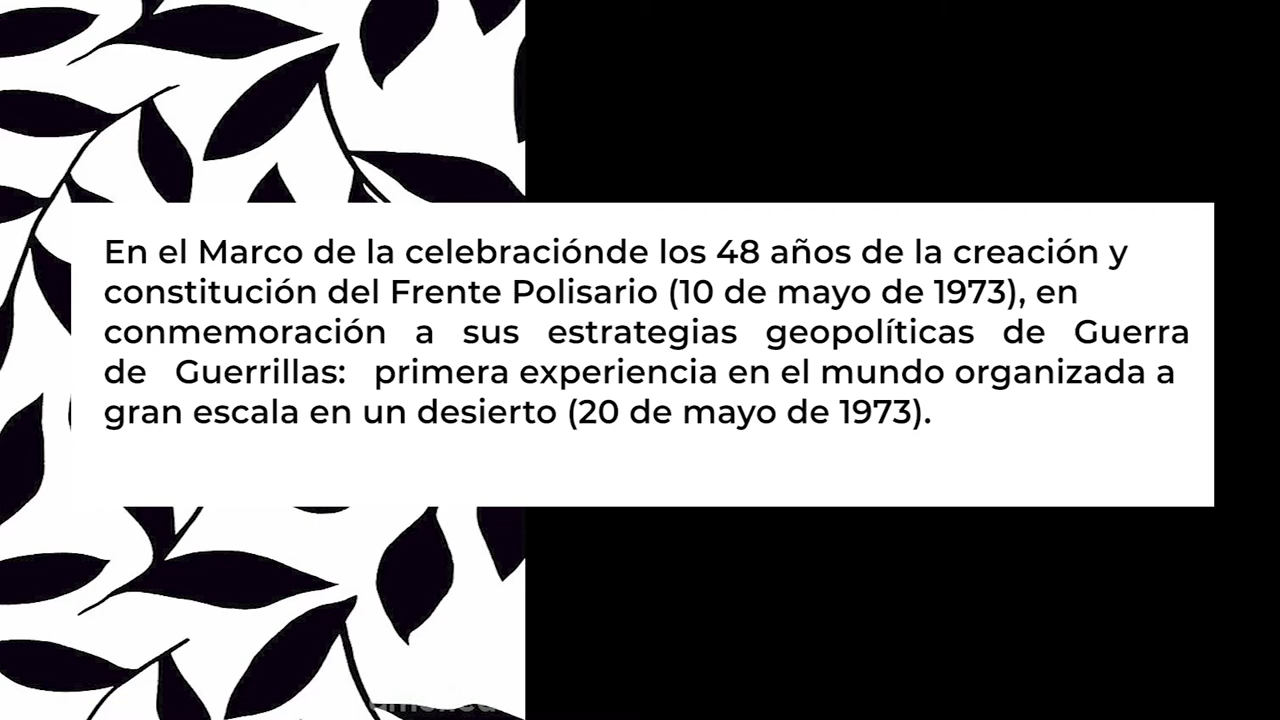 En el Marco de la celebraciónde los 48 años de la creación y
constitución del Frente Polisario (10 de mayo de 1973), en
conmemoración a sus estrategias geopolíticas de Guerra
de Guerrillas: primera experiencia en el mundo organizada a
gran escala en un desierto (20 de mayo de 1973).